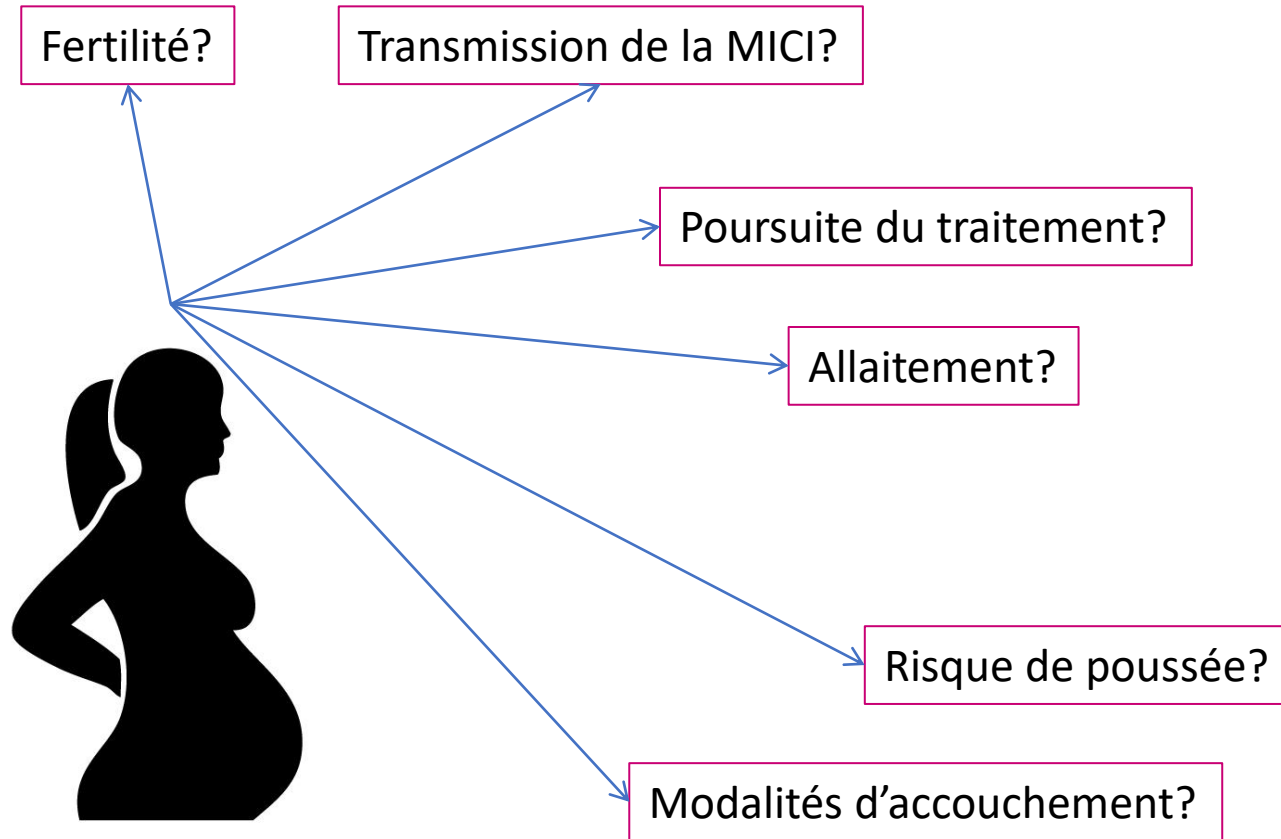 Fertilité?
Transmission de la MICI?
Poursuite du traitement?
Allaitement?
Risque de poussée?
Modalités d’accouchement?